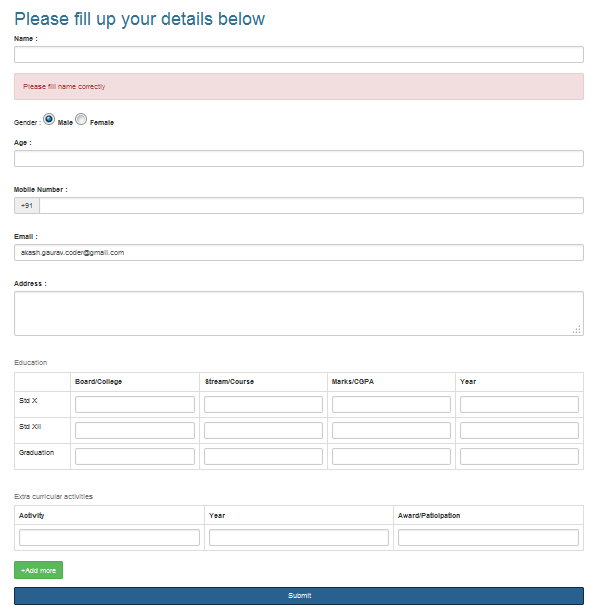 Please fill up your details below
Name :
Please fill name correctly
Gender : Male Female
Age :
Mobile Number :
+91
Email :
akash.gaurav.coder@gmail.com
Address :
Education
Board/College Stream/Course Marks/CGPA Year
Std X
Std XII
Graduation
Extra curricular activities
Activity Year Award/Paticipation
+Add more
Submit